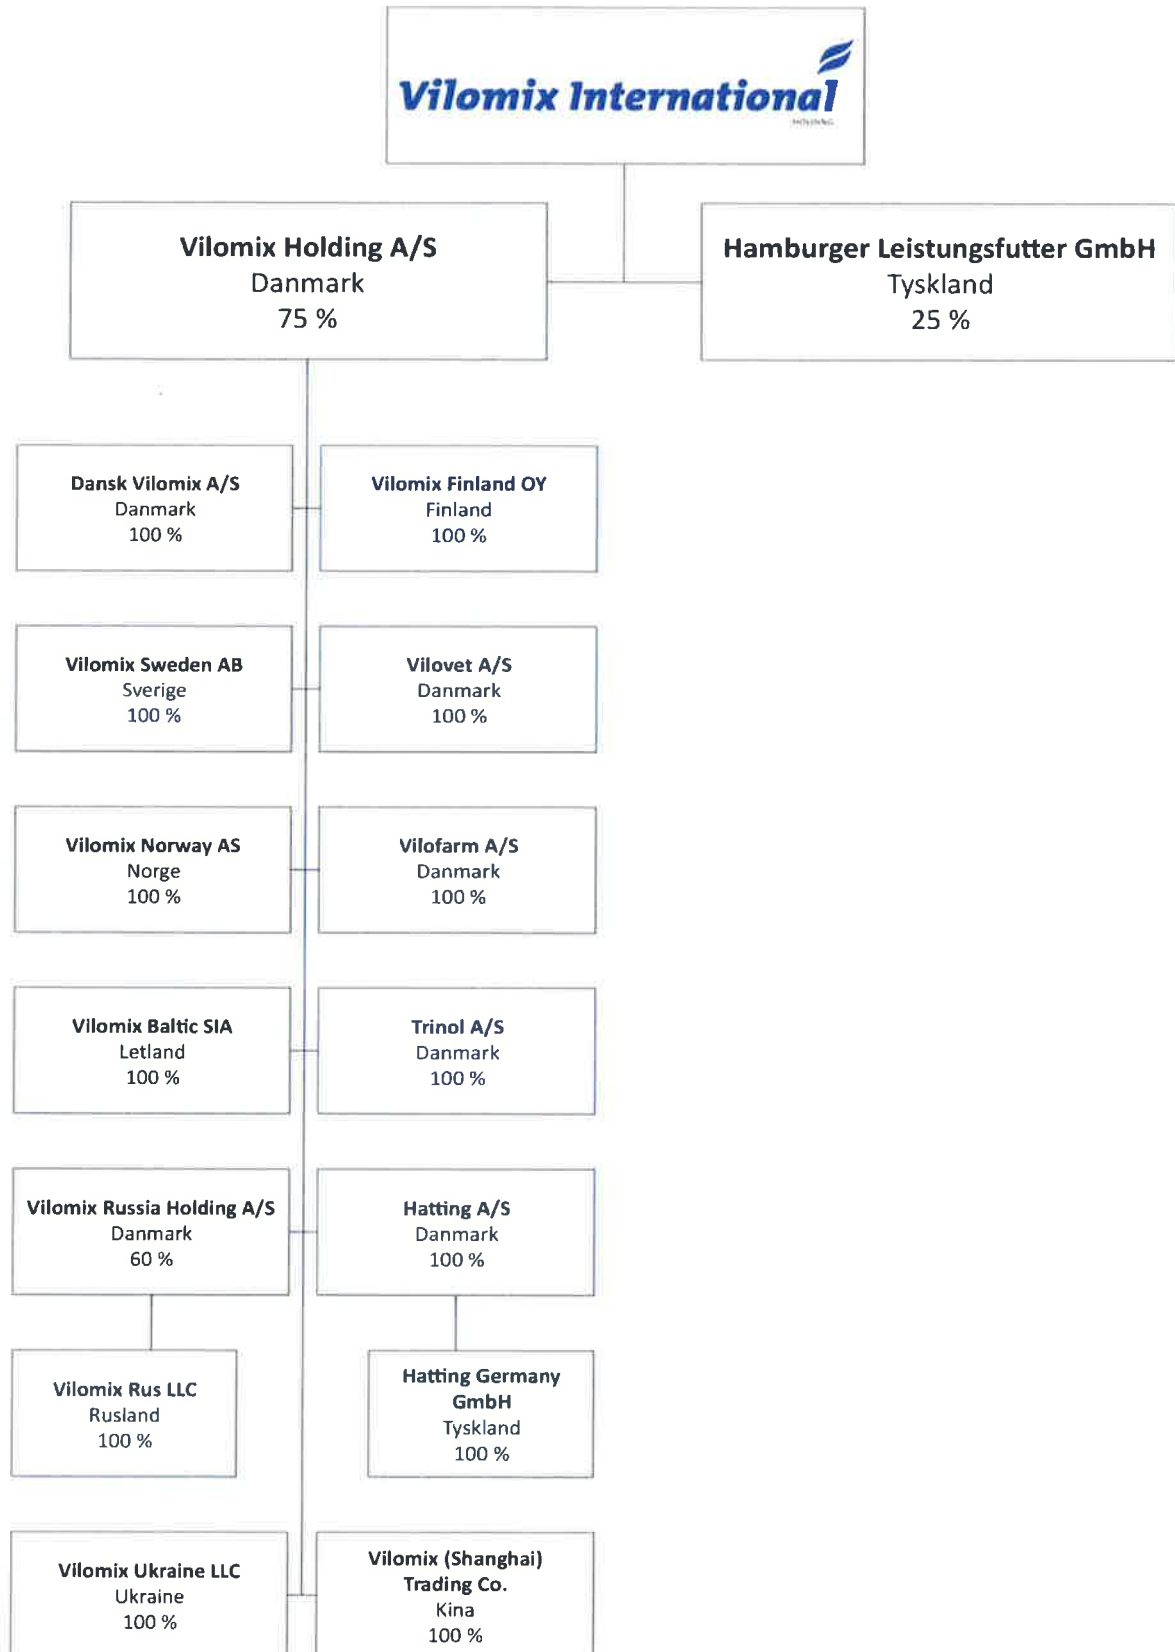 Vilomix International
HOLDING
Vilomix Holding A/S
Danmark
75 %
Hamburger Leistungsfutter GmbH
Tyskland
25 %
Dansk Vilomix A/S
Danmark
100 %
Vilomix Finland OY
Finland
100 %
Vilomix Sweden AB
Sverige
100 %
Vilovet A/S
Danmark
100 %
Vilomix Norway AS
Norge
100 %
Vilofarm A/S
Danmark
100 %
Vilomix Baltic SIA
Letland
100 %
Trinol A/S
Danmark
100 %
Vilomix Russia Holding A/S
Danmark
60 %
Hatting A/S
Danmark
100 %
Vilomix Rus LLC
Rusland
100 %
Hatting Germany
GmbH
Tyskland
100 %
Vilomix Ukraine LLC
Ukraine
100 %
Vilomix (Shanghai)
Trading Co.
Kina
100 %